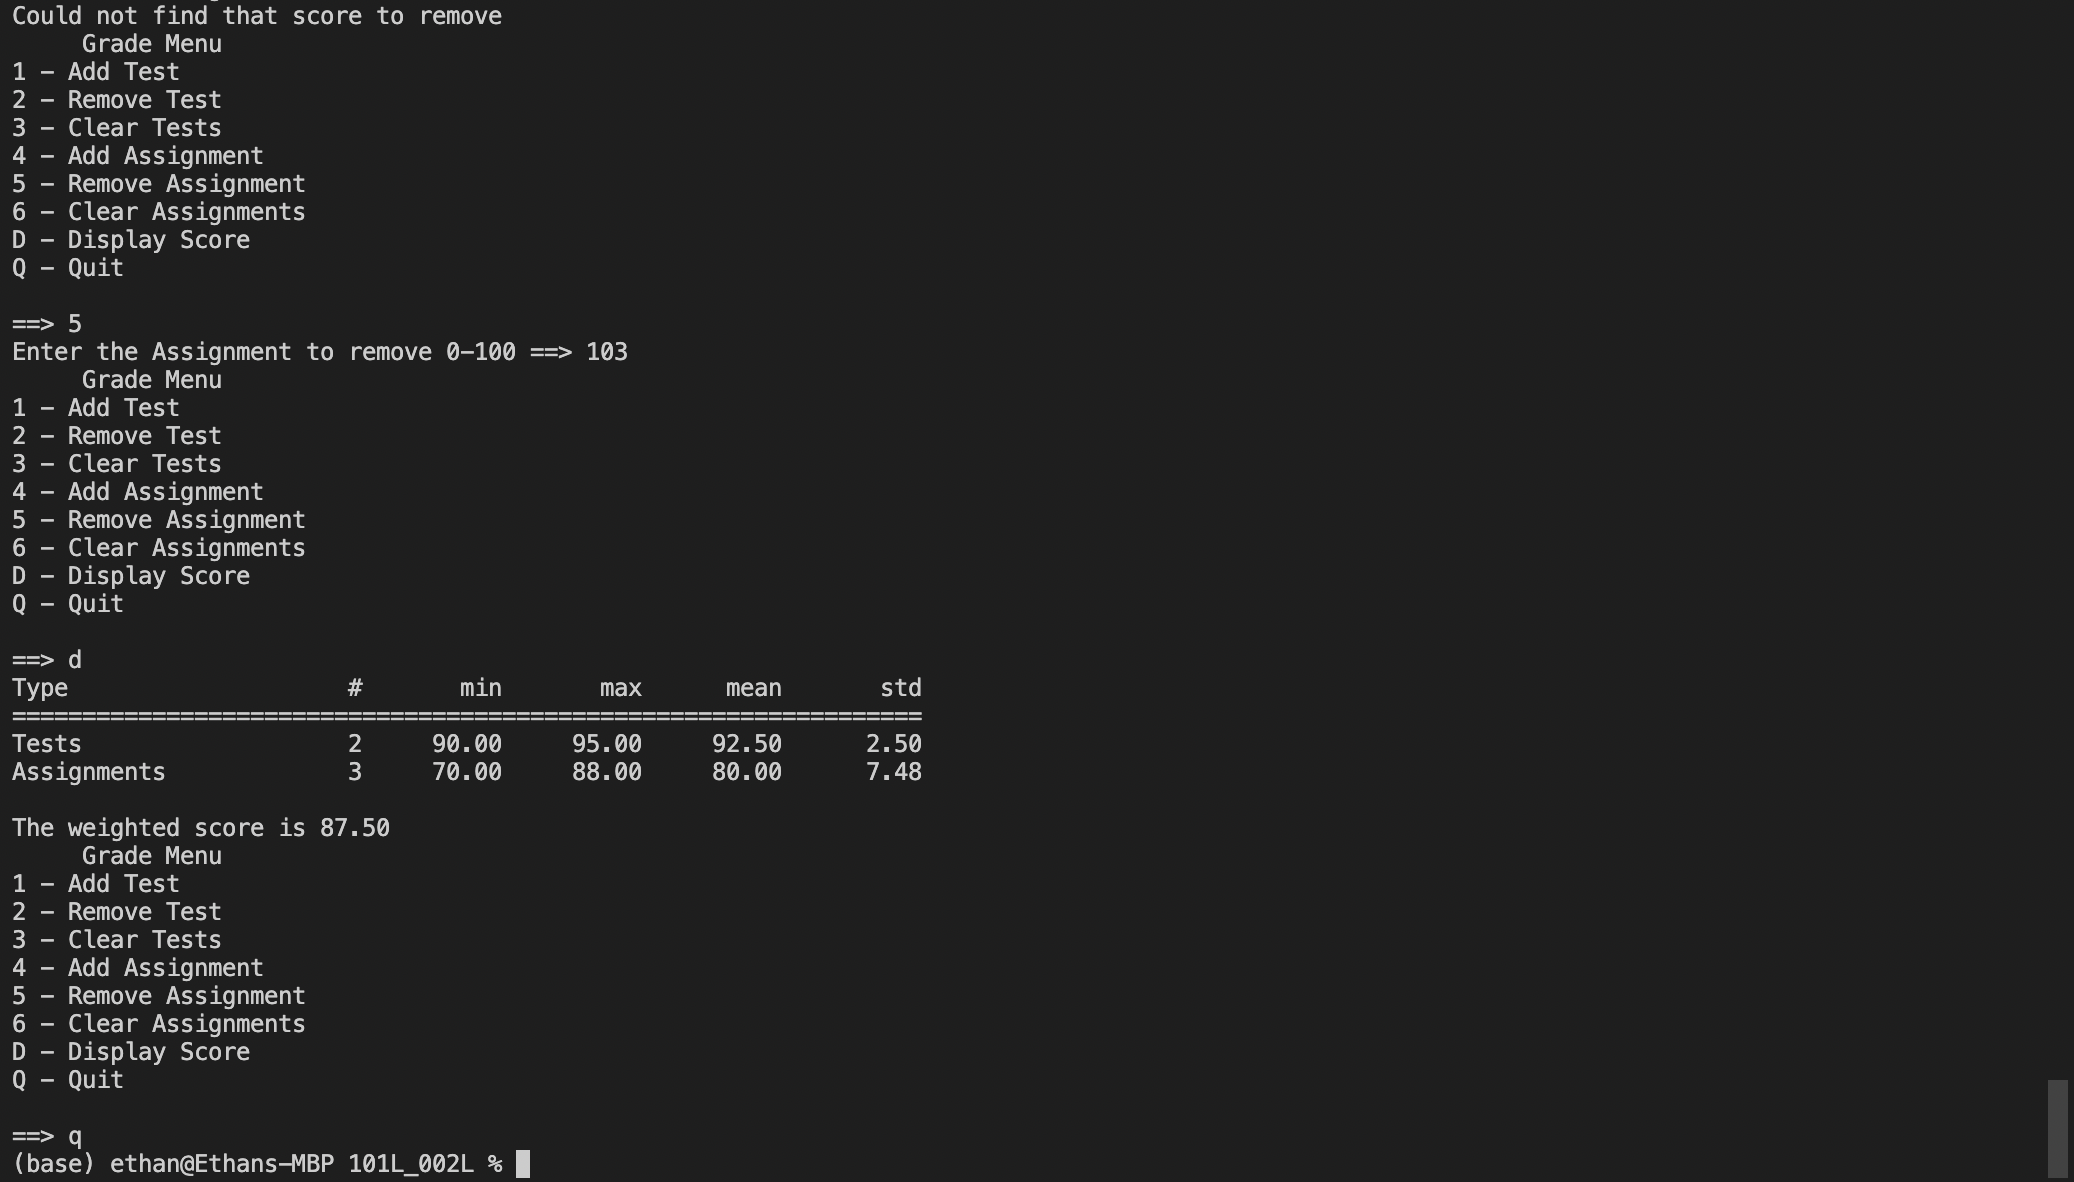 Could not find that score to remove
     Grade Menu
1 – Add Test
2 – Remove Test
3 – Clear Tests
4 – Add Assignment
5 – Remove Assignment
6 – Clear Assignments
D – Display Score
Q – Quit

==> 5
Enter the Assignment to remove 0-100 ==> 103
     Grade Menu
1 – Add Test
2 – Remove Test
3 – Clear Tests
4 – Add Assignment
5 – Remove Assignment
6 – Clear Assignments
D – Display Score
Q – Quit

==> d
Type                    #       min       max      mean       std
=================================================================
Tests                   2     90.00     95.00     92.50      2.50
Assignments             3     70.00     88.00     80.00      7.48

The weighted score is 87.50
     Grade Menu
1 – Add Test
2 – Remove Test
3 – Clear Tests
4 – Add Assignment
5 – Remove Assignment
6 – Clear Assignments
D – Display Score
Q – Quit

==> q
(base) ethan@Ethans-MBP 101L_002L %